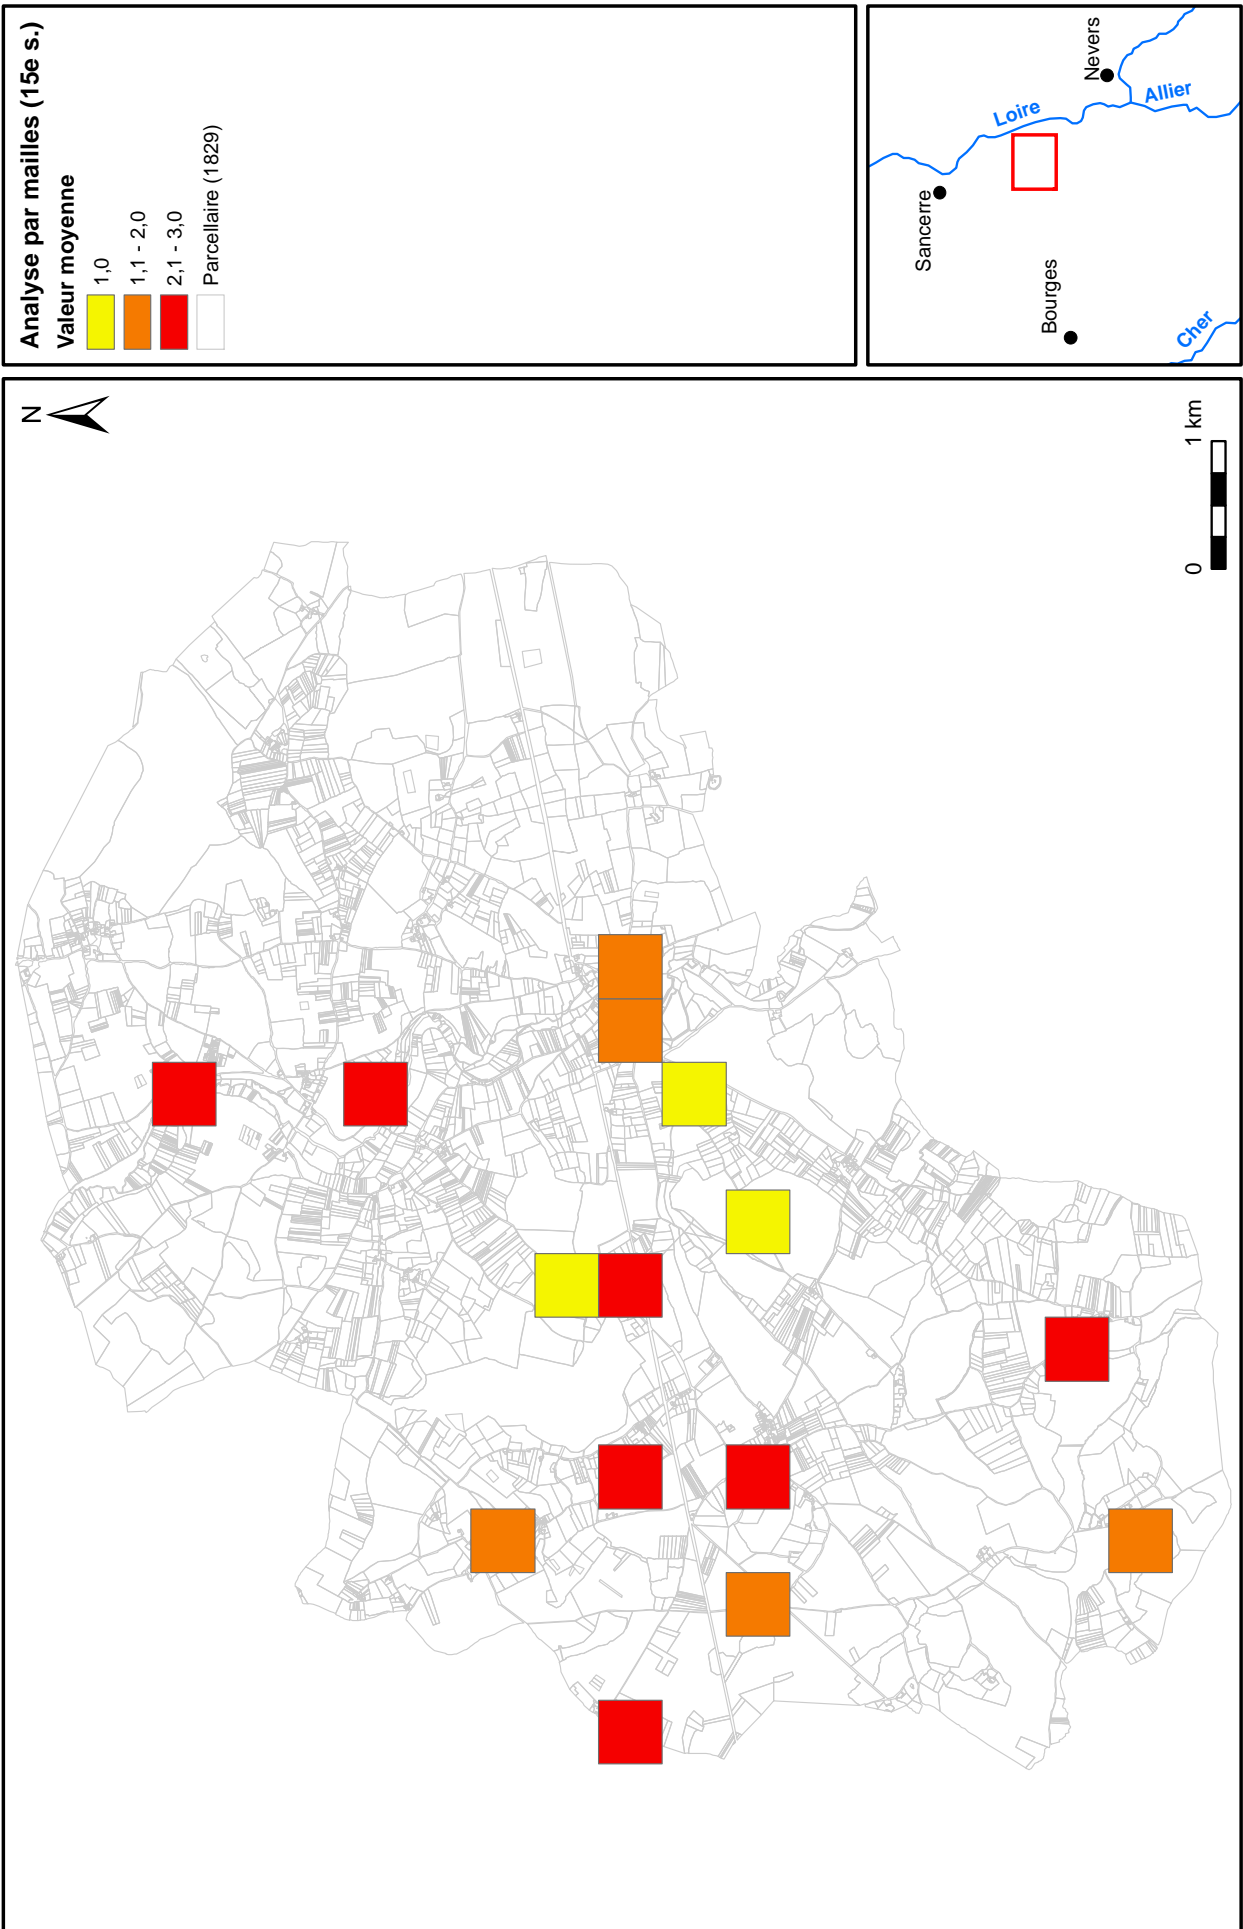 Analyse par mailles (15e s.)
Valeur moyenne
1,0
1,1 - 2,0
2,1 - 3,0
Parcellaire (1829)
N
0 1 km
Sancerre
Bourges
Nevers
Loire
Allier
Cher